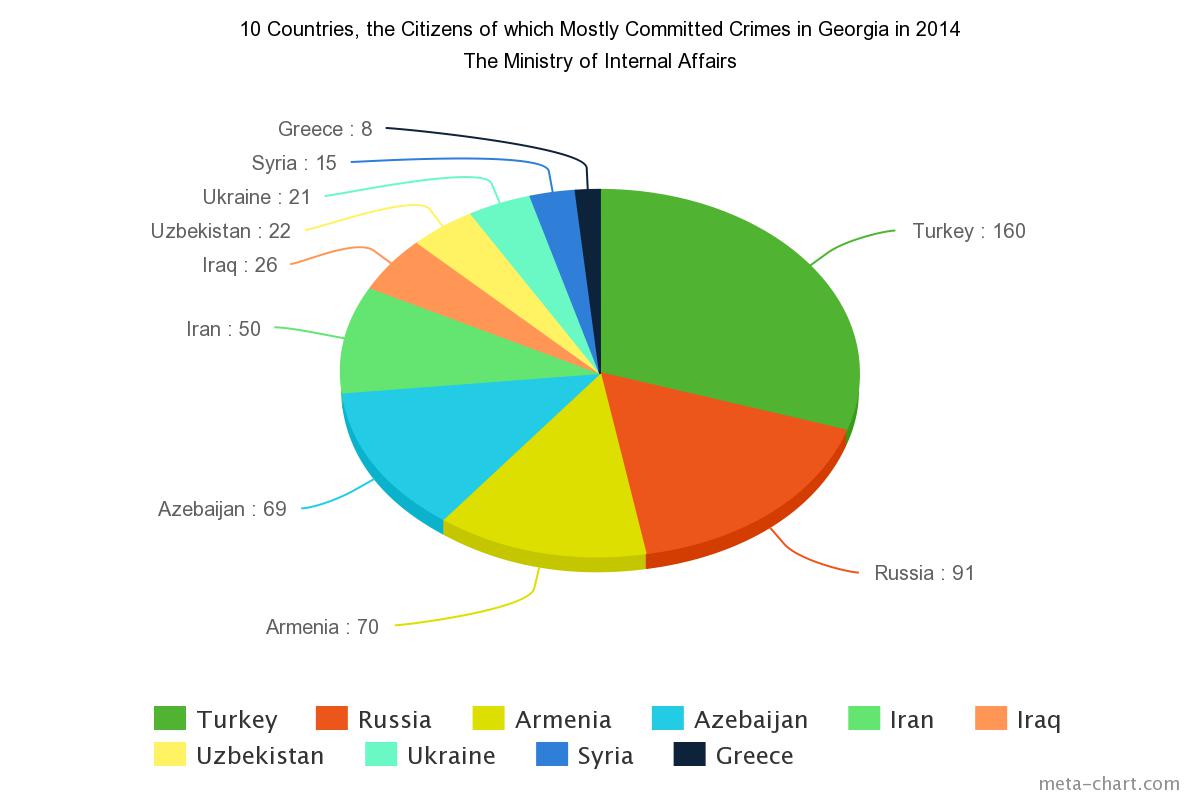 10 Countries, the Citizens of which Mostly Committed Crimes in Georgia in 2014
The Ministry of Internal Affairs
Greece : 8
Syria : 15
Ukraine : 21
Uzbekistan : 22
Turkey : 160
Iraq : 26
Iran : 50
Azebaijan : 69
Russia : 91
Armenia : 70
Turkey Russia Armenia Azebaijan Iran Iraq
Uzbekistan Ukraine Syria Greece
meta-chart.com